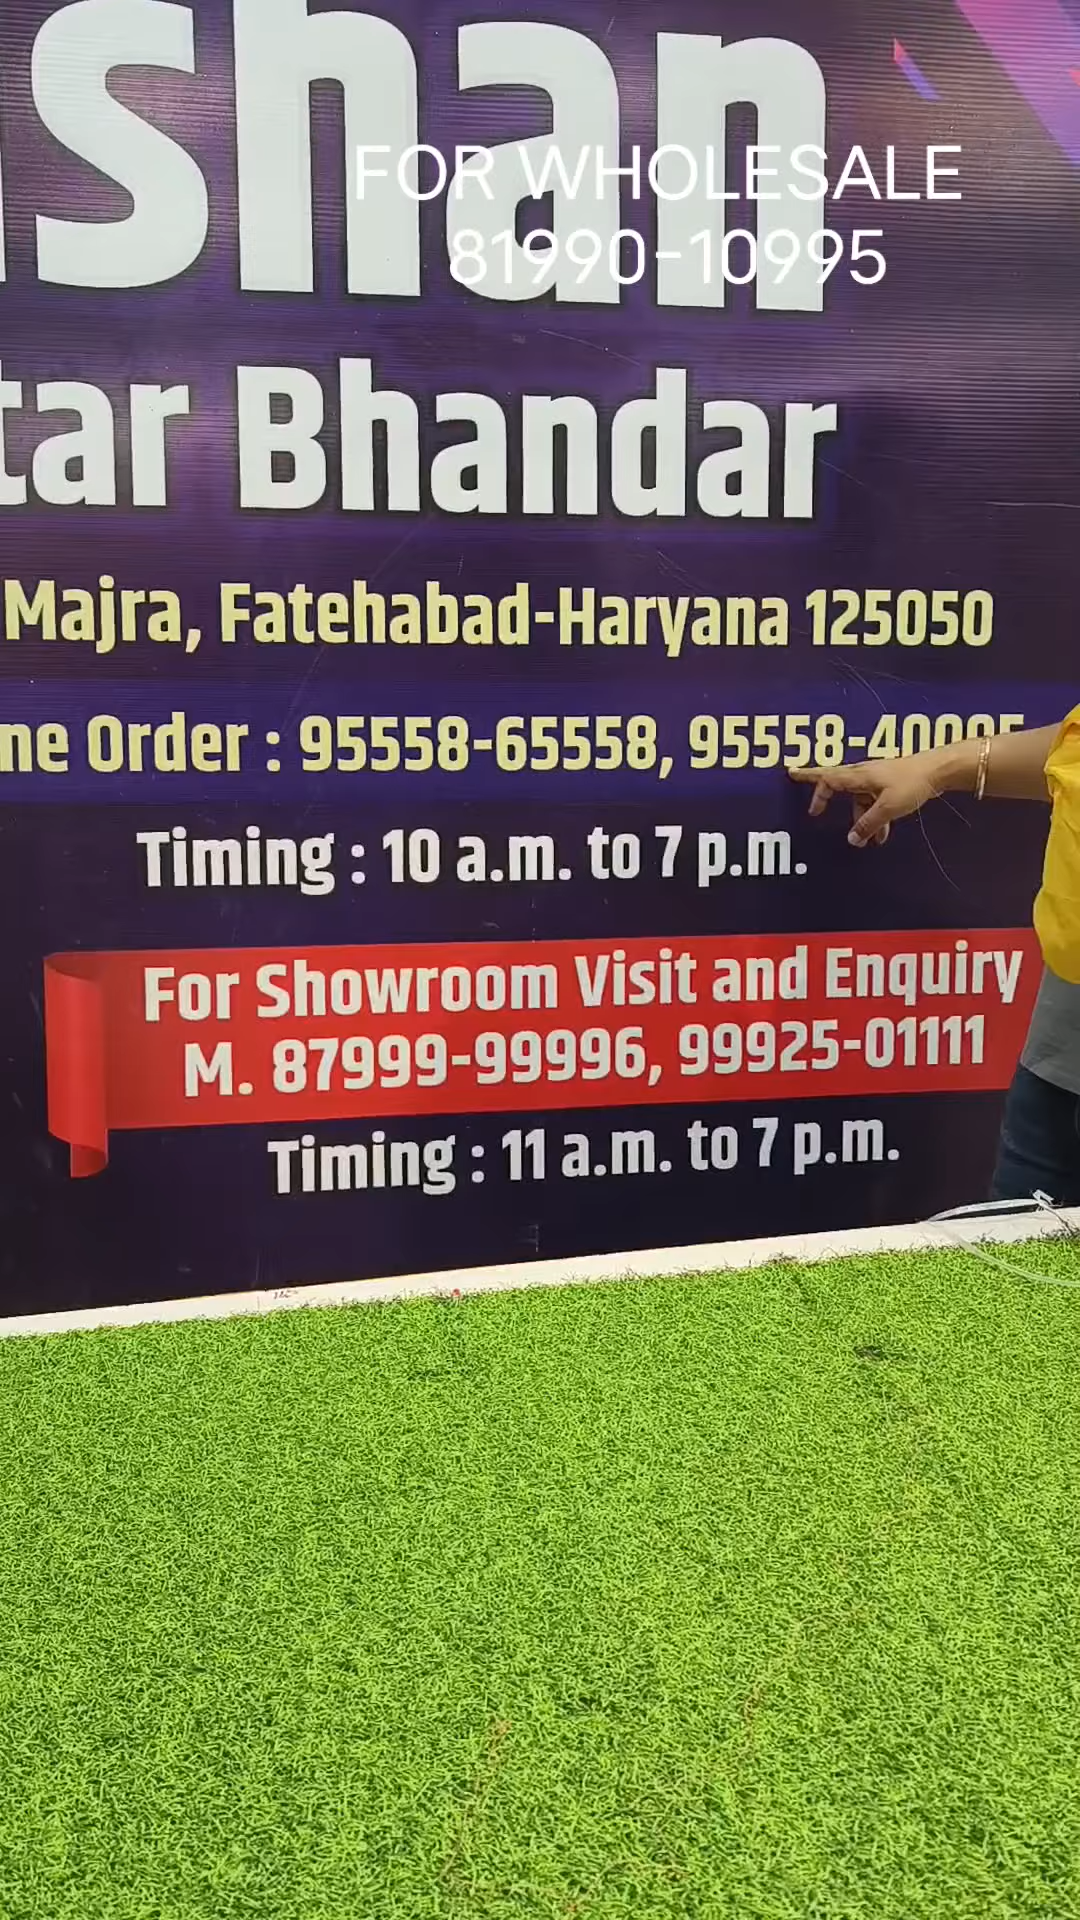 shan
FOR WHOLESALE
81990-10995
tar Bhandar
Majra, Fatehabad-Haryana 125050
ne Order : 95558-65558, 95558-
Timing : 10 a.m. to 7 p.m.
For Showroom Visit and Enquiry
M. 87999-99996, 99925-01111
Timing : 11 a.m. to 7 p.m.